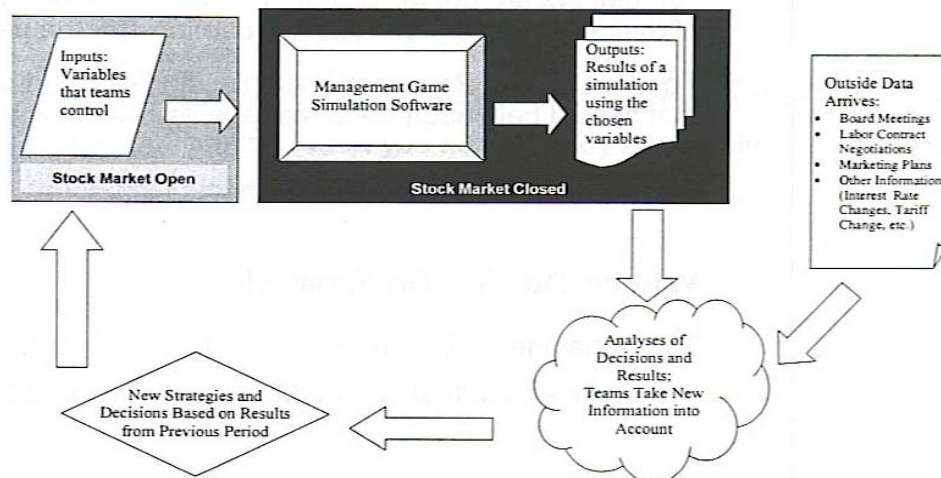 Inputs:
Variables
that teams
control
Stock Market Open
Management Game
Simulation Software
Outputs:
Results of a
simulation
using the
chosen
variables
Stock Market Closed
Outside Data
Arrives:
• Board Meetings
• Labor Contract
Negotiations
• Marketing Plans
• Other Information
(Interest Rate
Changes, Tariff
Change, etc.)
Analyses of
Decisions and
Results;
Teams Take New
Information into
Account
New Strategies and
Decisions Based on Results
from Previous Period